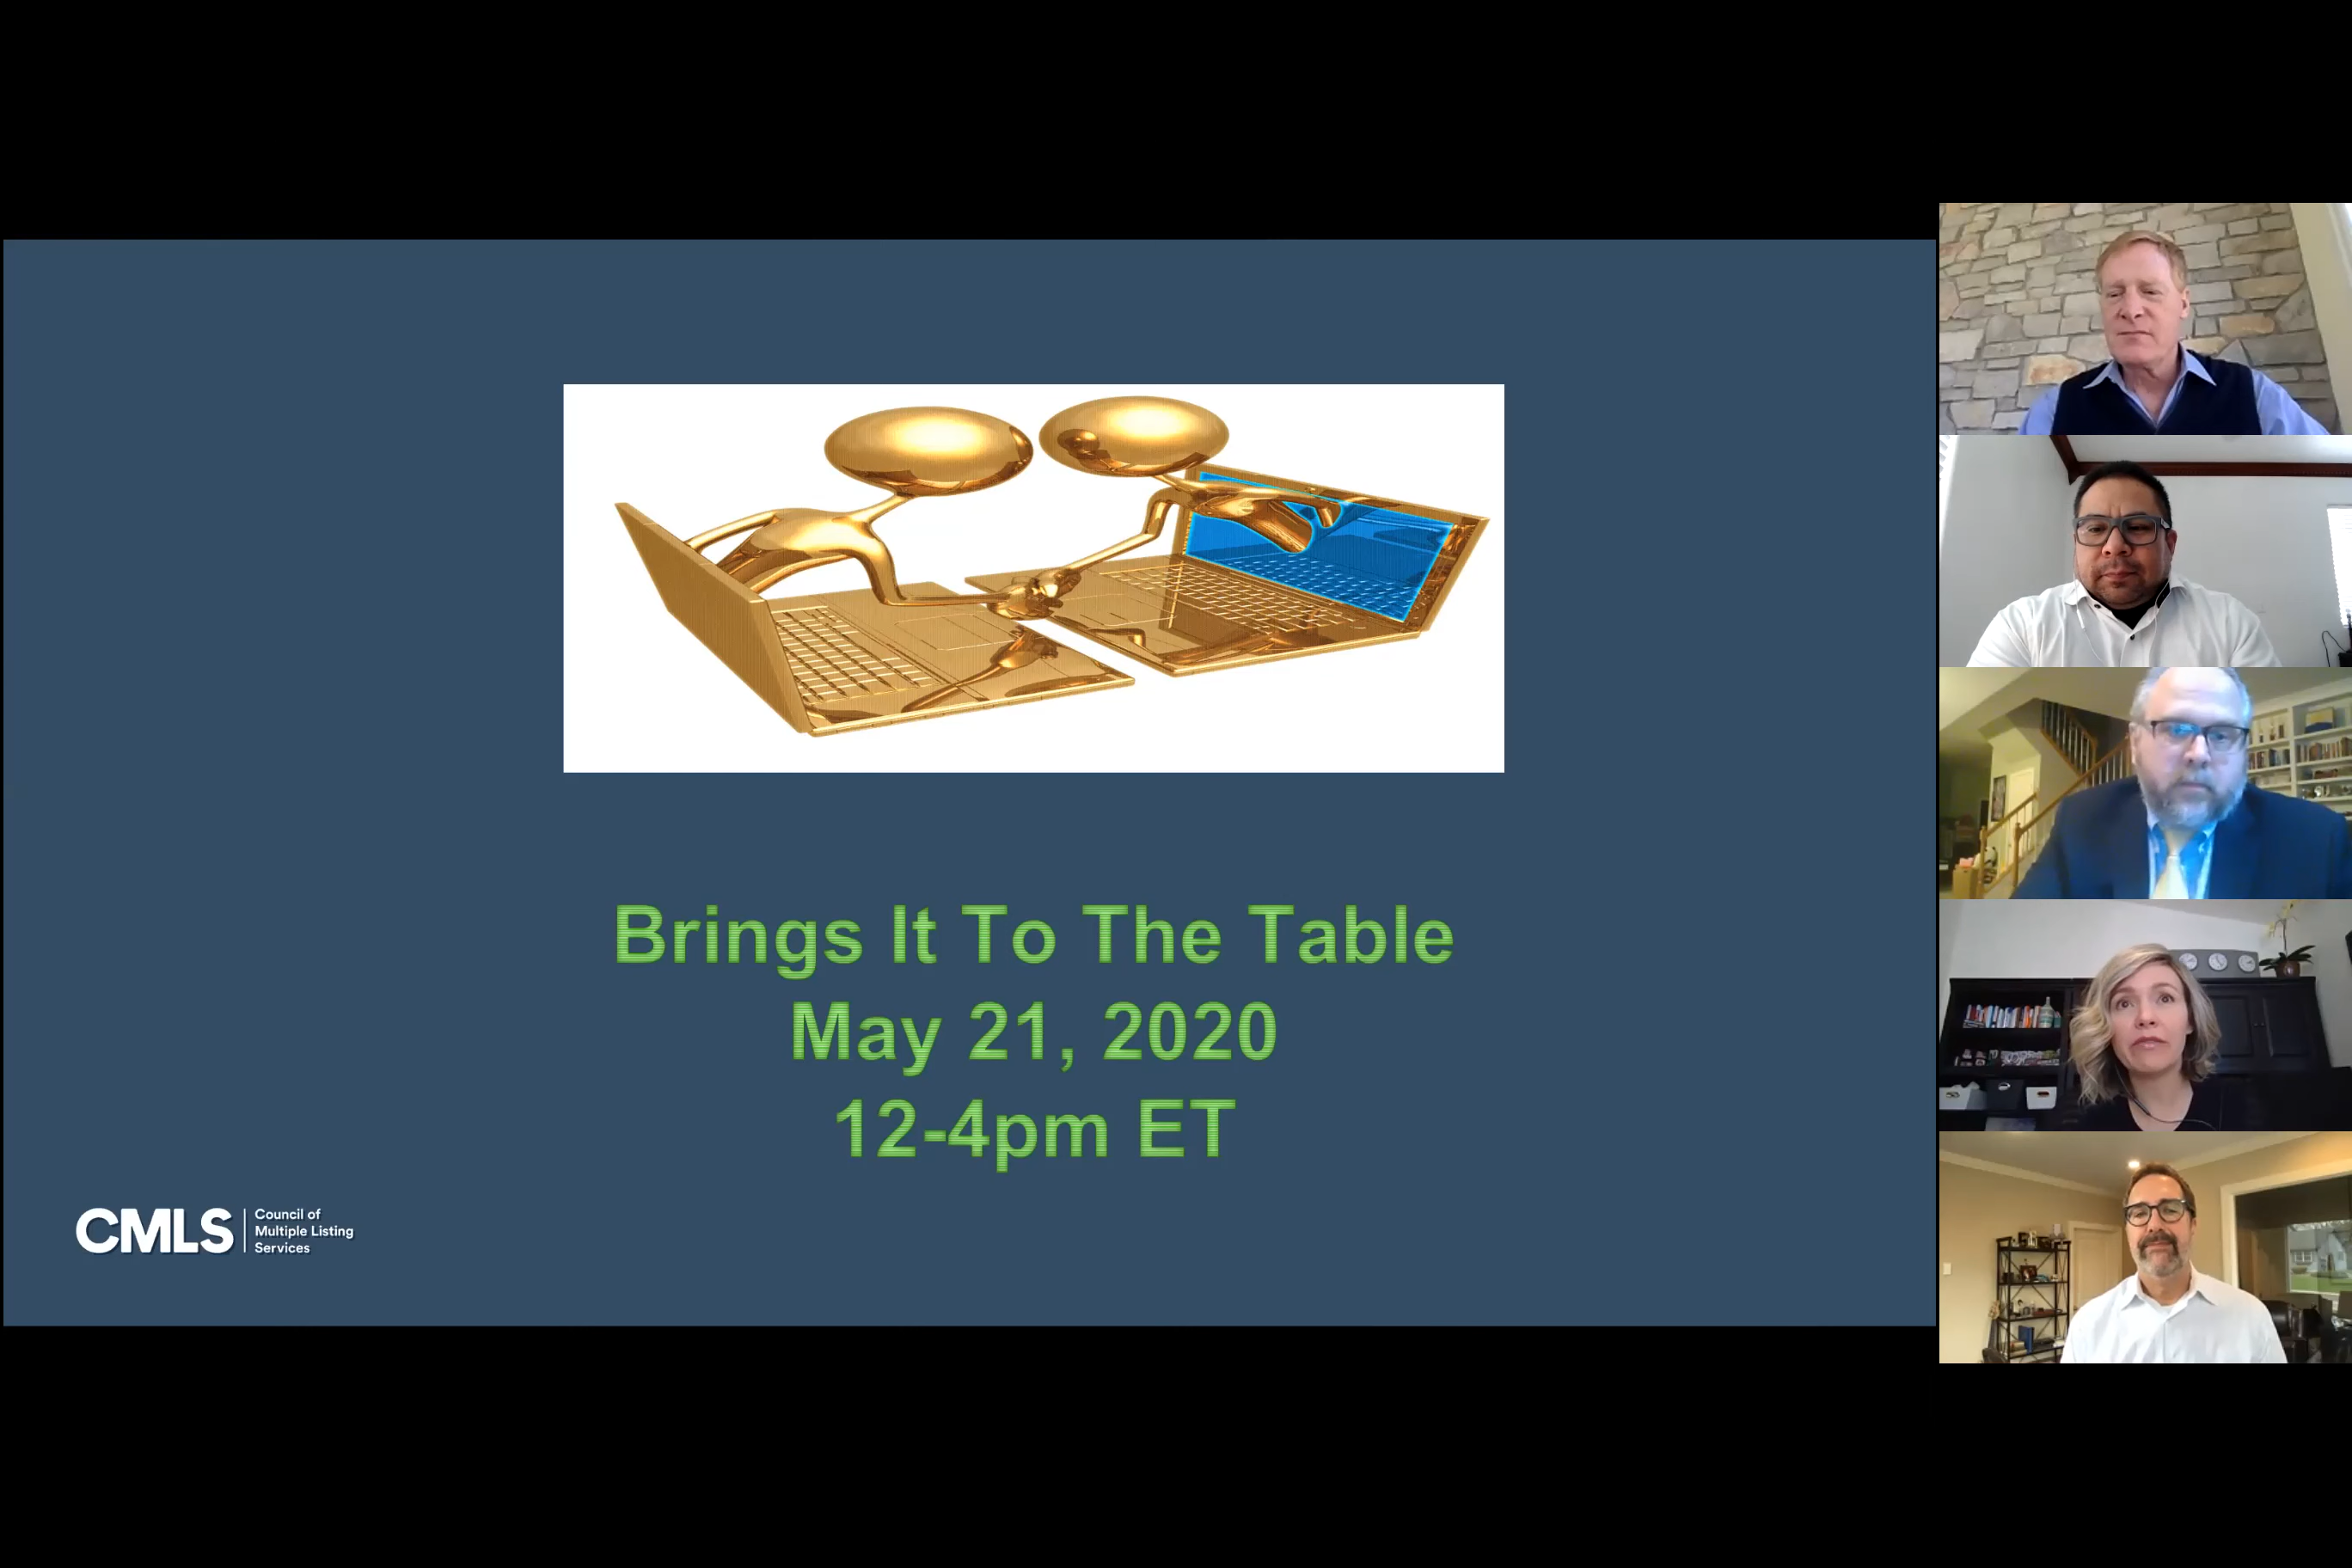 Brings It To The Table
May 21, 2020
12-4pm ET
CMLS
Council of
Multiple Listing
Services